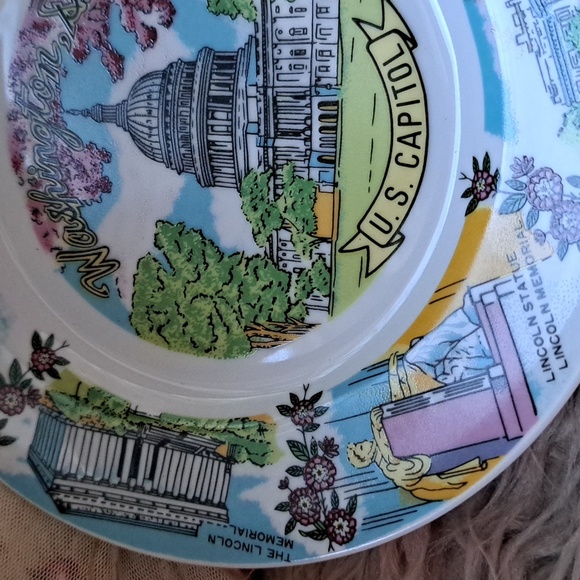 Washington,
U.S. CAPITOL
LINCOLN STATUE
LINCOLN MEMORIAL
THE LINCOLN
MEMORIAL